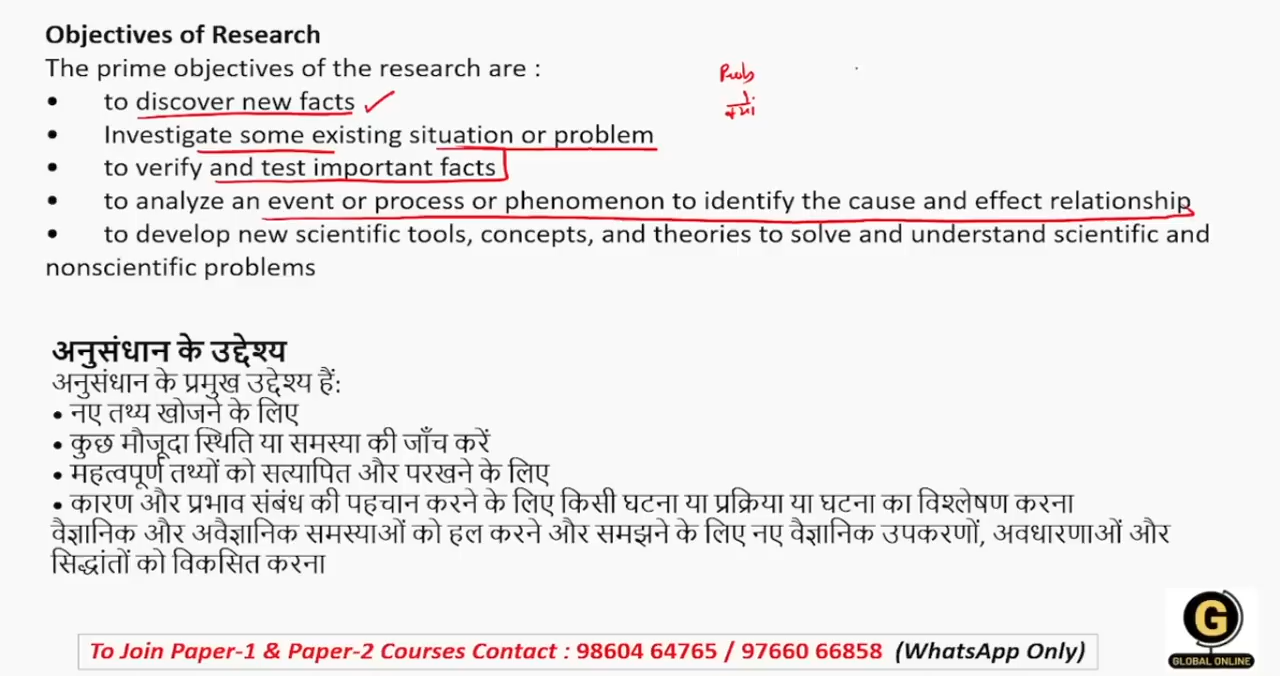 Objectives of Research
The prime objectives of the research are :
• to discover new facts
• Investigate some existing situation or problem
• to verify and test important facts
• to analyze an event or process or phenomenon to identify the cause and effect relationship
• to develop new scientific tools, concepts, and theories to solve and understand scientific and
nonscientific problems
Prob
अनुसंधान के उद्देश्य
अनुसंधान के प्रमुख उद्देश्य हैं:
• नए तथ्य खोजने के लिए
• कुछ मौजूदा स्थिति या समस्या की जाँच करें
• महत्वपूर्ण तथ्यों को सत्यापित और परखने के लिए
• कारण और प्रभाव संबंध की पहचान करने के लिए किसी घटना या प्रक्रिया या घटना का विश्लेषण करना
वैज्ञानिक और अवैज्ञानिक समस्याओं को हल करने और समझने के लिए नए वैज्ञानिक उपकरणों, अवधारणाओं और
सिद्धांतों को विकसित करना
G
GLOBAL ONLINE
To Join Paper-1 & Paper-2 Courses Contact : 98604 64765 / 97660 66858 (WhatsApp Only)